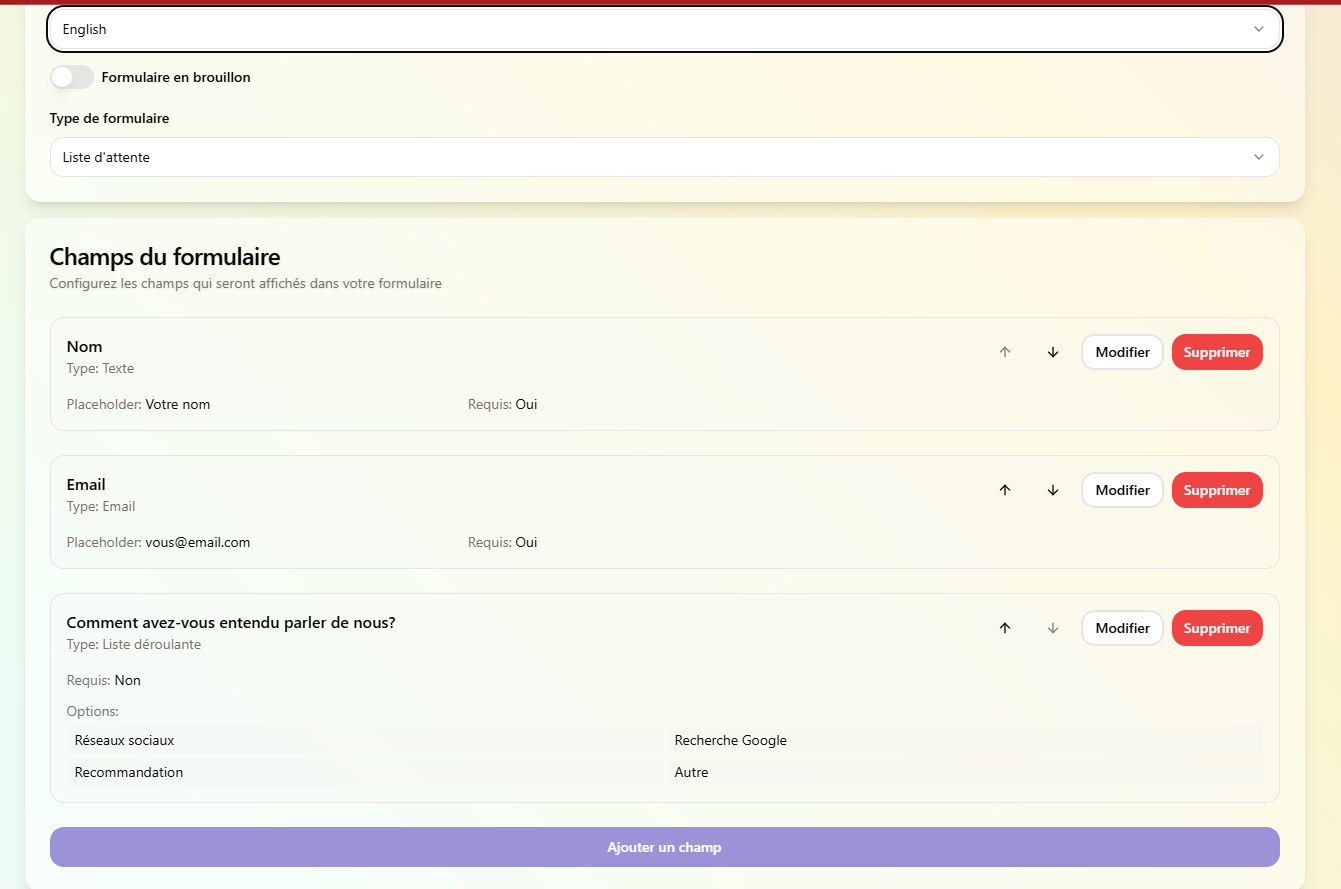 English
Formulaire en brouillon
Type de formulaire
Liste d'attente
Champs du formulaire
Configurez les champs qui seront affichés dans votre formulaire
Nom
Modifier
Supprimer
Type: Texte
Placeholder: Votre nom
Requis: Oui
Email
Modifier
Supprimer
Type: Email
Placeholder: vous@email.com
Requis: Oui
Comment avez-vous entendu parler de nous?
Modifier
Supprimer
Type: Liste déroulante
Requis: Non
Options:
Réseaux sociaux
Recherche Google
Recommandation
Autre
Ajouter un champ